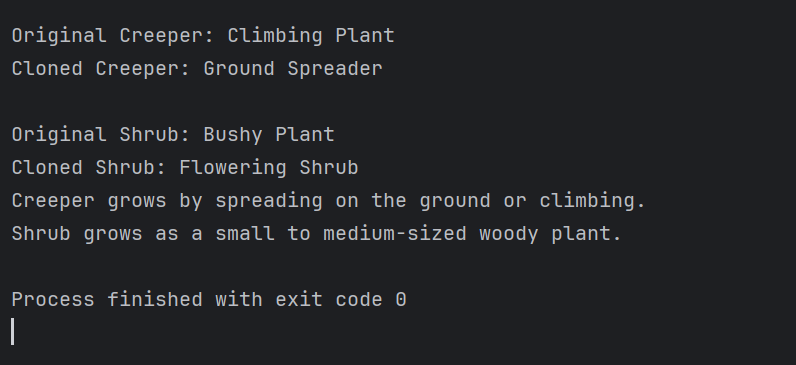 Original Creeper: Climbing Plant
Cloned Creeper: Ground Spreader
Original Shrub: Bushy Plant
Cloned Shrub: Flowering Shrub
Creeper grows by spreading on the ground or climbing.
Shrub grows as a small to medium-sized woody plant.
Process finished with exit code 0